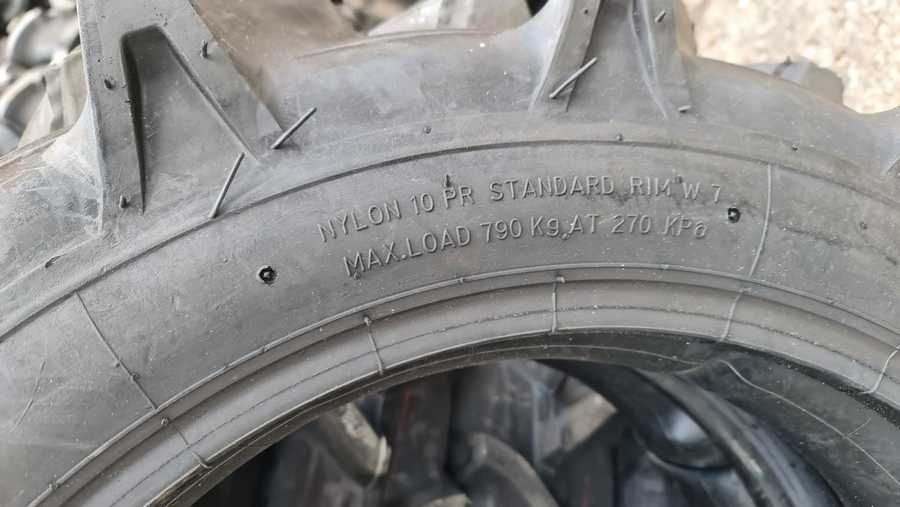 NYLON 10 PR STANDARD RIM W 7
MAX.LOAD 790 Kg.AT 270 KPa